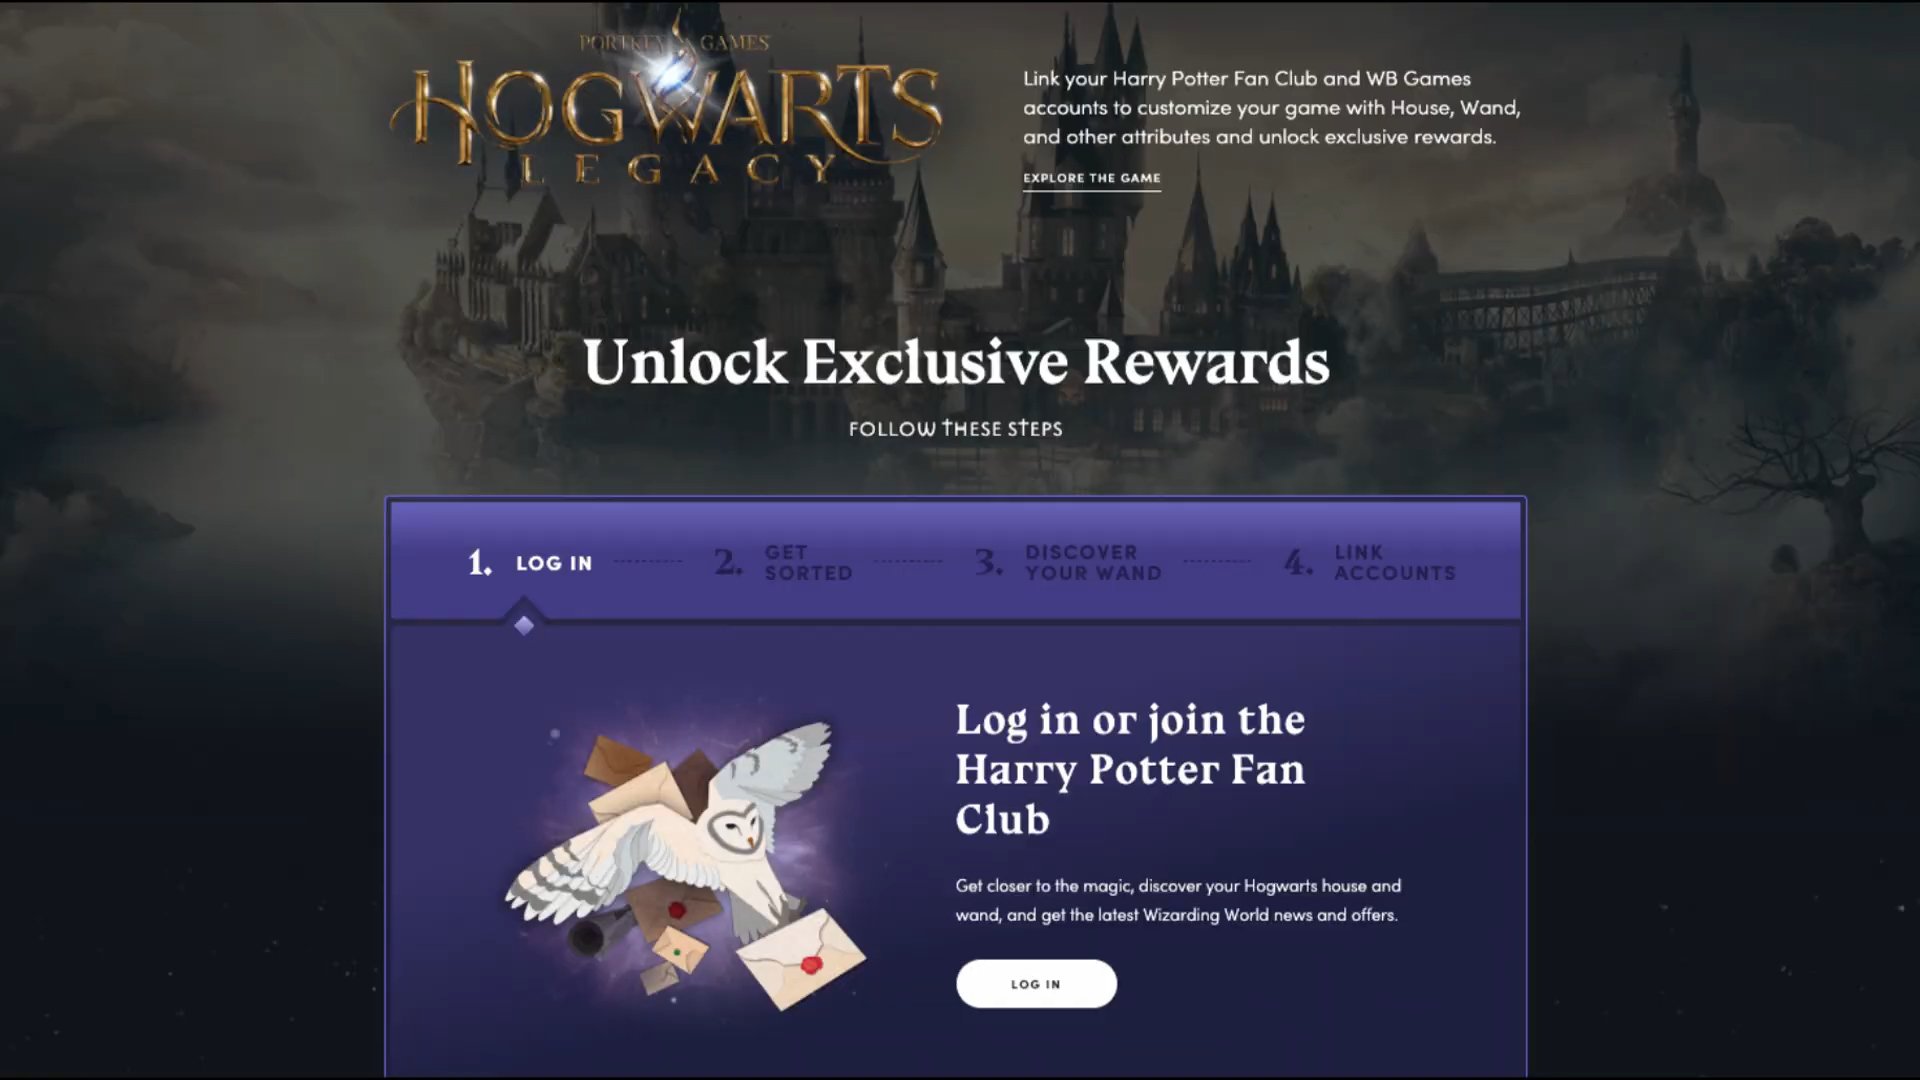 PORTKEY GAMES
HOGWARTS
LEGACY
Link your Harry Potter Fan Club and WB Games
accounts to customize your game with House, Wand,
and other attributes and unlock exclusive rewards.
EXPLORE THE GAME
Unlock Exclusive Rewards
FOLLOW THESE STEPS
1. LOG IN
2. GET
SORTED
3. DISCOVER
YOUR WAND
4. LINK
ACCOUNTS
Log in or join the
Harry Potter Fan
Club
Get closer to the magic, discover your Hogwarts house and
wand, and get the latest Wizarding World news and offers.
LOG IN